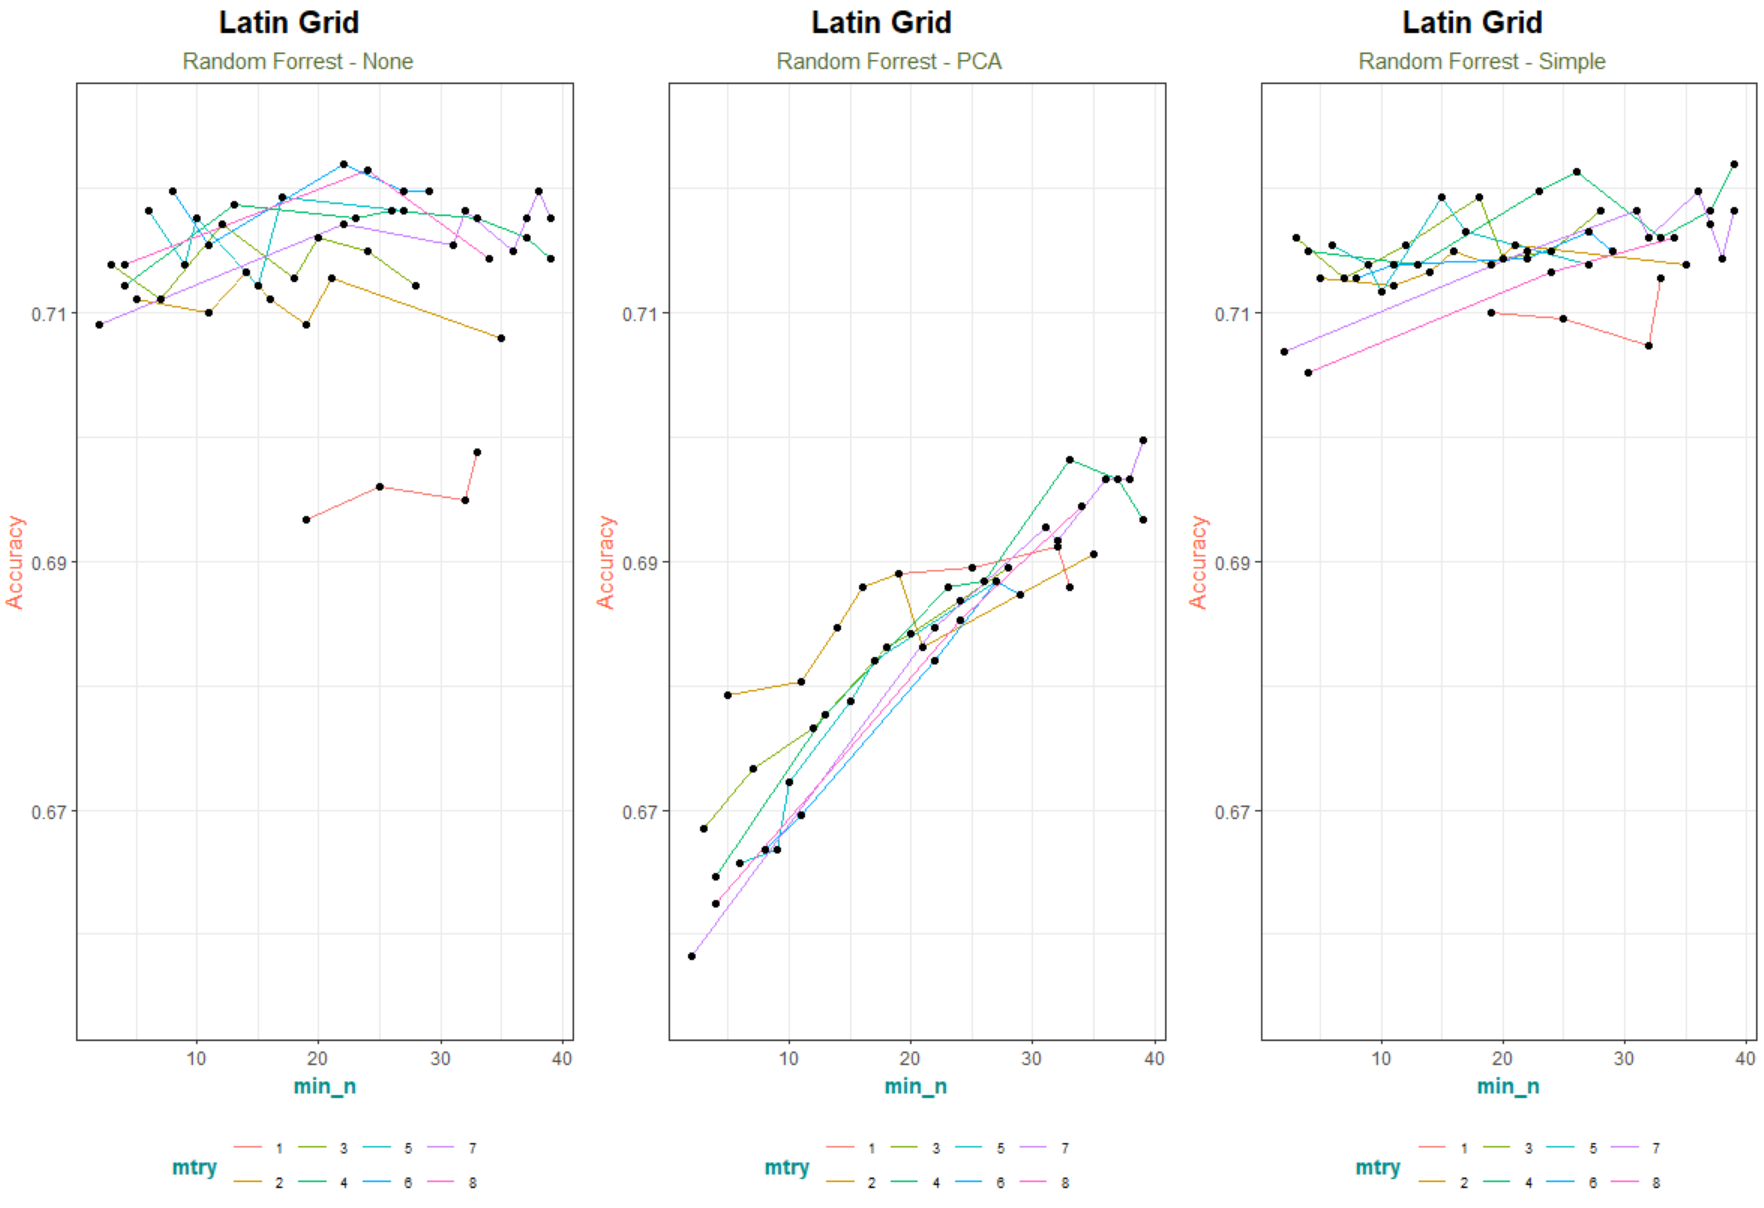 Latin Grid
Random Forrest - None
Accuracy
0.71
0.69
0.67
10 20 30 40
min_n
mtry
1 3 5 7
2 4 6 8
Latin Grid
Random Forrest - PCA
Accuracy
0.71
0.69
0.67
10 20 30 40
min_n
mtry
1 3 5 7
2 4 6 8
Latin Grid
Random Forrest - Simple
Accuracy
0.71
0.69
0.67
10 20 30 40
min_n
mtry
1 3 5 7
2 4 6 8